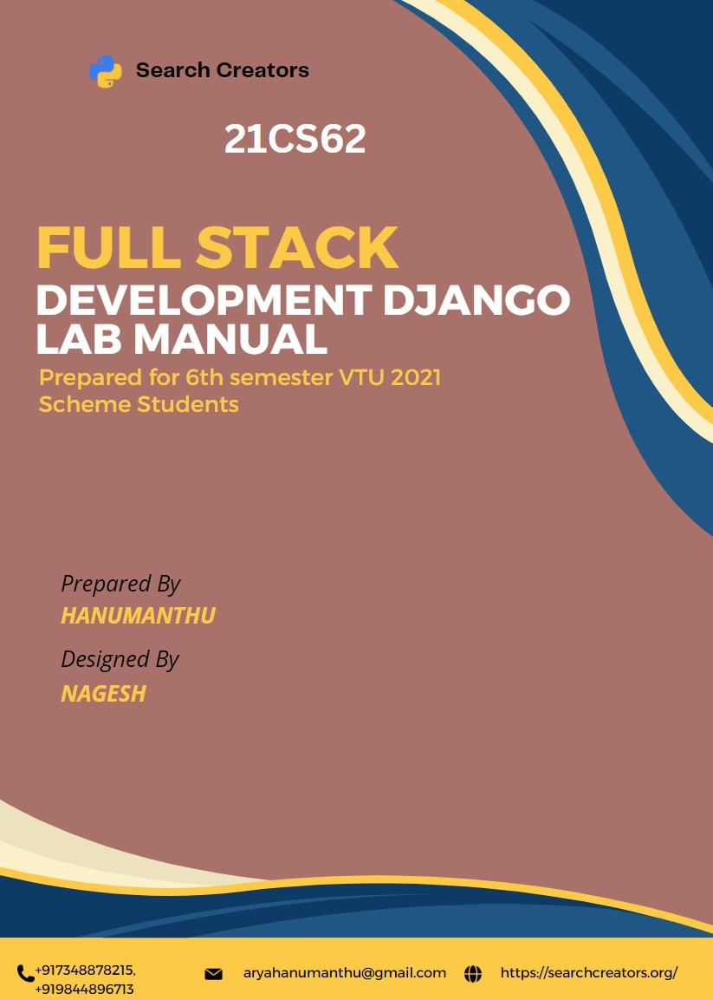 Search Creators
21CS62
FULL STACK
DEVELOPMENT DJANGO
LAB MANUAL
Prepared for 6th semester VTU 2021
Scheme Students
Prepared By
HANUMANTHU
Designed By
NAGESH
+917348878215,
+919844896713
aryahanumanthu@gmail.com
https://searchcreators.org/